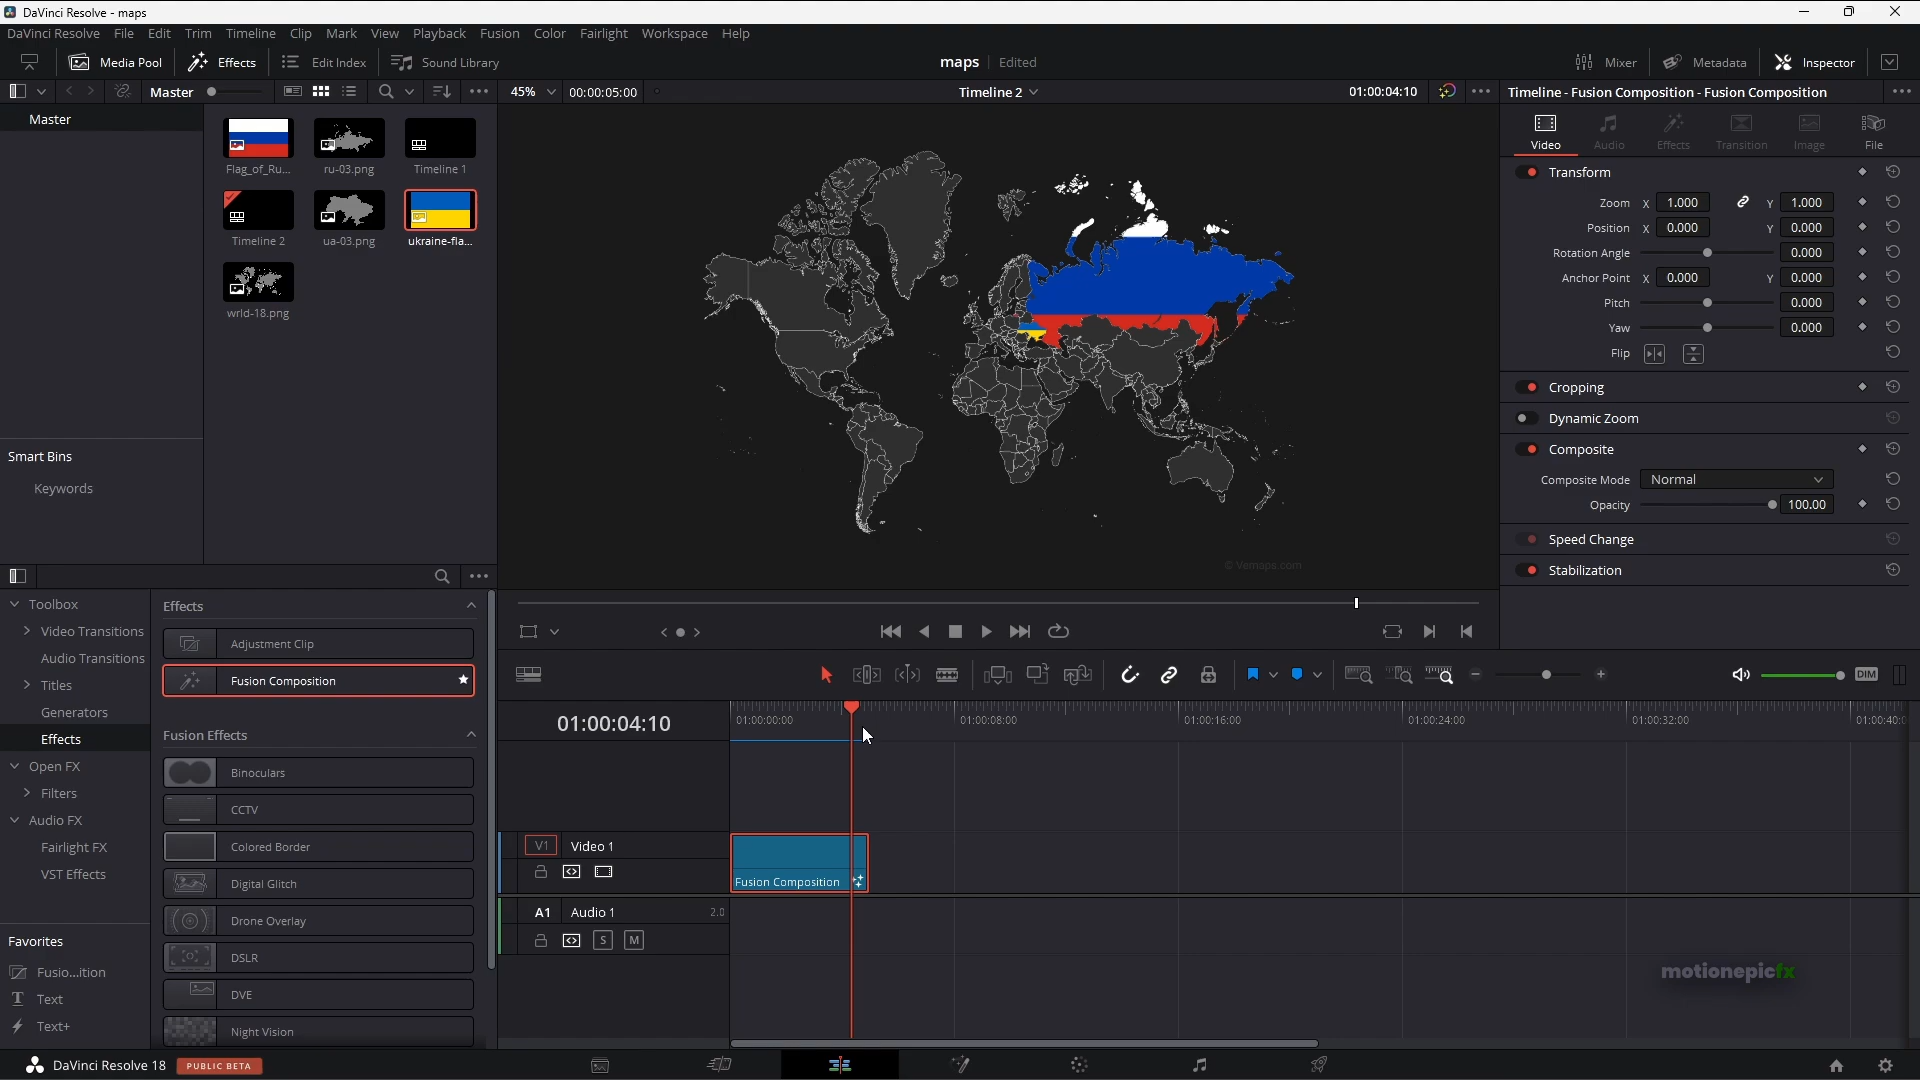 DaVinci Resolve - maps
DaVinci Resolve File Edit Trim Timeline Clip Mark View Playback Fusion Color Fairlight Workspace Help
Media Pool Effects Edit Index Sound Library maps Edited Mixer Metadata Inspector
Master 45% 00:00:05:00 Timeline 2 01:00:04:10 Timeline - Fusion Composition - Fusion Composition
Master
Flag_of_Ru... ru-03.png Timeline 1
Timeline 2 ua-03.png ukraine-fla...
wrld-18.png
Smart Bins
Keywords
© Vemaps.com
Video Audio Effects Transition Image File
Transform
Zoom X 1.000 Y 1.000
Position X 0.000 Y 0.000
Rotation Angle 0.000
Anchor Point X 0.000 Y 0.000
Pitch 0.000
Yaw 0.000
Flip
Cropping
Dynamic Zoom
Composite
Composite Mode Normal
Opacity 100.00
Speed Change
Stabilization
Toolbox
Video Transitions
Audio Transitions
Titles
Generators
Effects
Open FX
Filters
Audio FX
Fairlight FX
VST Effects
Favorites
Fusio...ition
Text
Text+
Effects
Adjustment Clip
Fusion Composition
Fusion Effects
Binoculars
CCTV
Colored Border
Digital Glitch
Drone Overlay
DSLR
DVE
Night Vision
DIM
01:00:04:10 01:00:00:00 01:00:08:00 01:00:16:00 01:00:24:00 01:00:32:00 01:00:40:0
V1 Video 1
Fusion Composition
A1 Audio 1 2.0
S M
motionepicfx
DaVinci Resolve 18 PUBLIC BETA